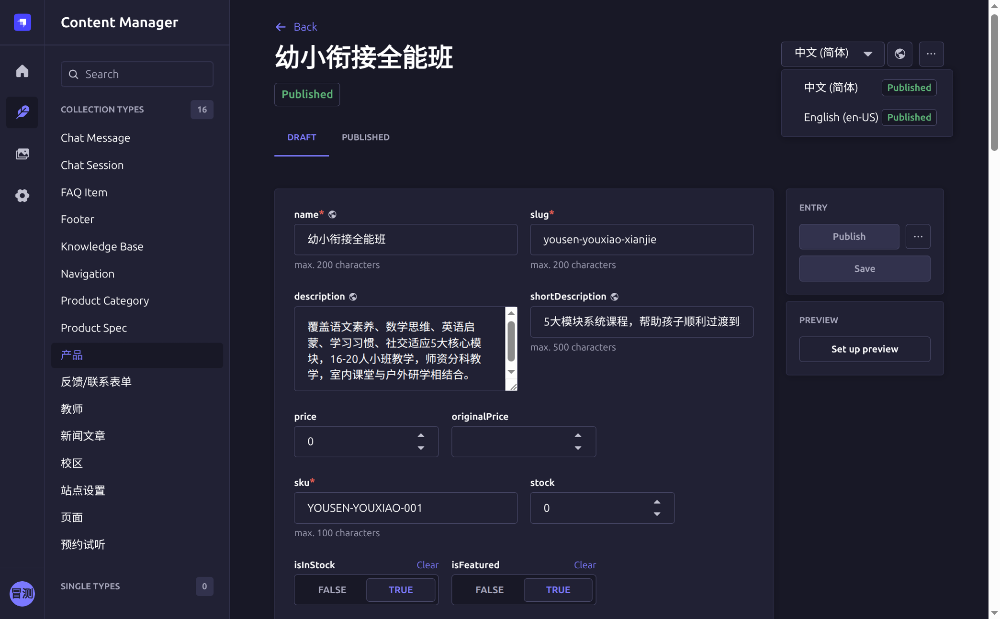 Content Manager
Search
COLLECTION TYPES
16
Chat Message
Chat Session
FAQ Item
Footer
Knowledge Base
Navigation
Product Category
Product Spec
产品
反馈/联系表单
教师
新闻文章
校区
站点设置
页面
预约试听
SINGLE TYPES
0
冒测
Back
幼小衔接全能班
Published
中文 (简体)
中文 (简体)
Published
English (en-US)
Published
DRAFT
PUBLISHED
name*
幼小衔接全能班
max. 200 characters
slug*
yousen-youxiao-xianjie
max. 200 characters
description
覆盖语文素养、数学思维、英语启
蒙、学习习惯、社交适应5大核心模
块，16-20人小班教学，师资分科教
学，室内课堂与户外研学相结合。
shortDescription
5大模块系统课程，帮助孩子顺利过渡到
max. 500 characters
price
0
originalPrice
sku*
YOUSEN-YOUXIAO-001
max. 100 characters
stock
0
isInStock
Clear
FALSE
TRUE
isFeatured
Clear
FALSE
TRUE
ENTRY
Publish
Save
PREVIEW
Set up preview